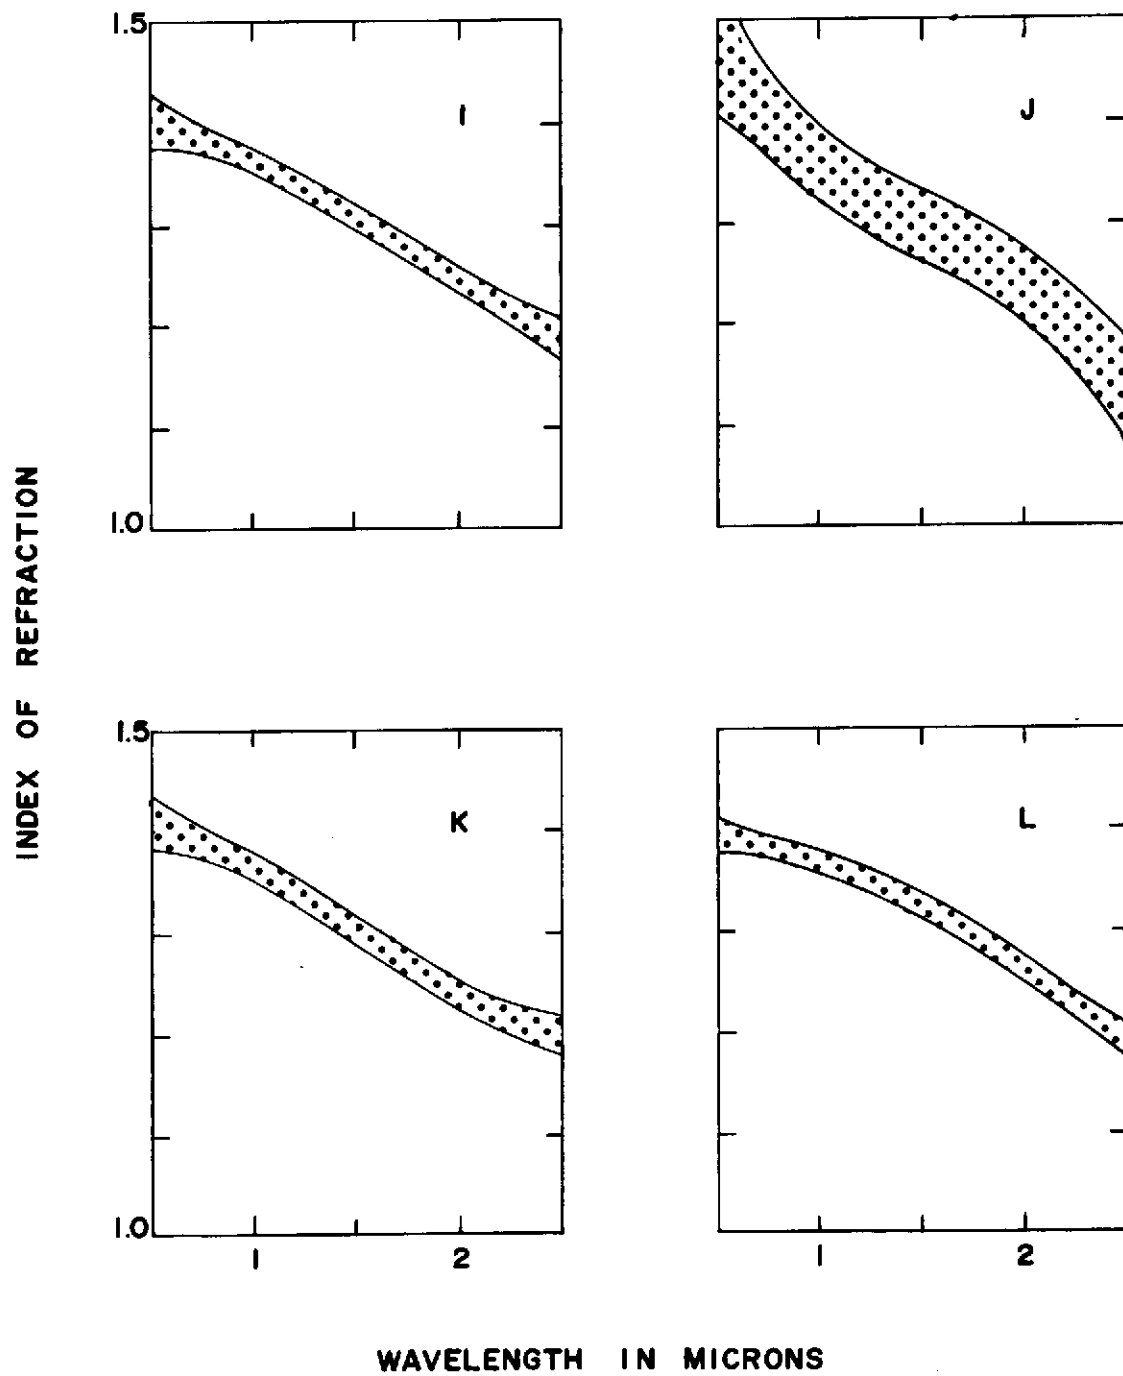 1.5
I
J
1.0
INDEX OF REFRACTION
1.5
K
L
1.0
1 2
1 2
WAVELENGTH IN MICRONS